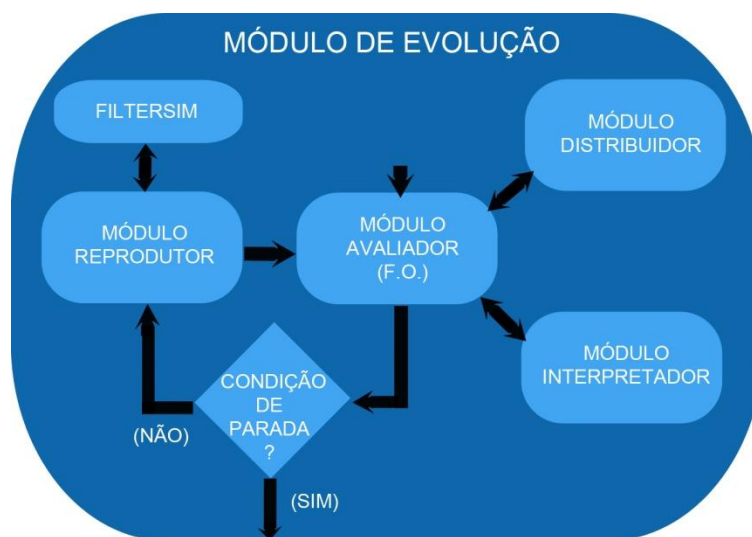 MÓDULO DE EVOLUÇÃO
FILTERSIM
MÓDULO
DISTRIBUIDOR
MÓDULO
REPRODUTOR
MÓDULO
AVALIADOR
(F.O.)
MÓDULO
INTERPRETADOR
CONDIÇÃO
DE
PARADA
?
(NÃO)
(SIM)